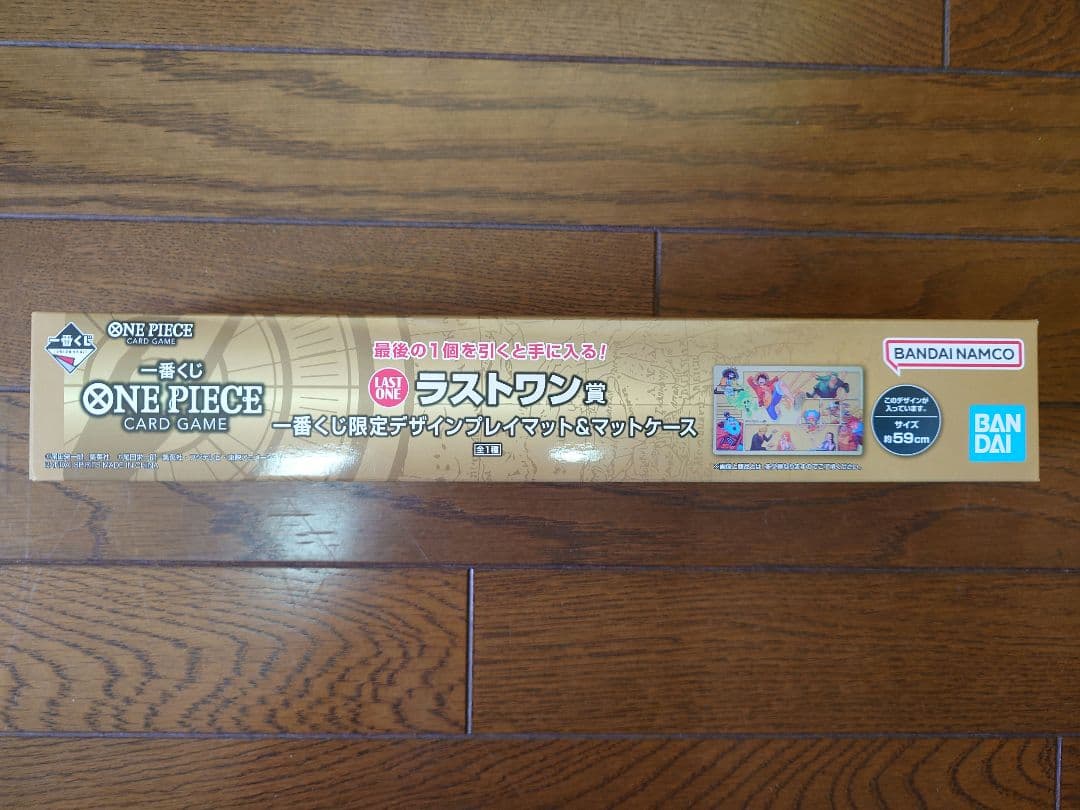 一番くじ
ONE PIECE
CARD GAME
一番くじ
ONE PIECE
CARD GAME
最後の1個を引くと手に入る!
LAST
ONE
ラストワン賞
一番くじ限定デザインプレイマット&マットケース
全1種
BANDAI NAMCO
このデザインが
入っています。
サイズ
約59cm
BAN
DAI